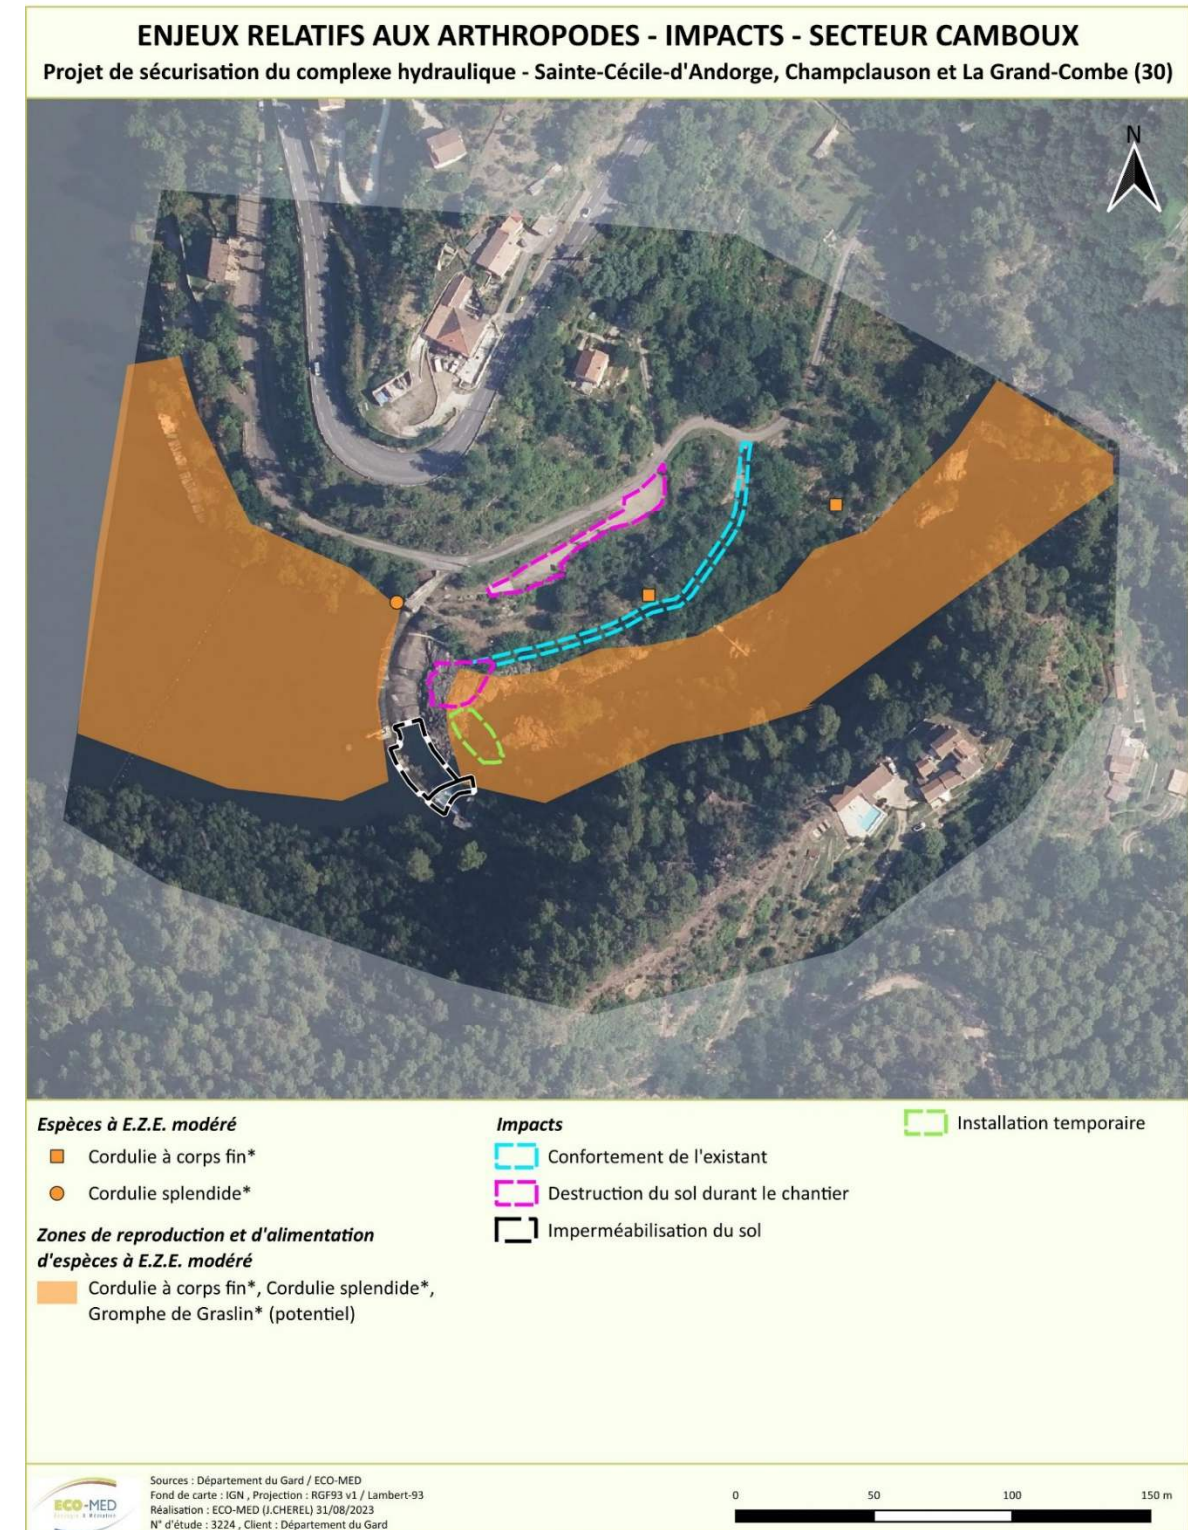 ENJEUX RELATIFS AUX ARTHROPODES - IMPACTS - SECTEUR CAMBOUX
Projet de sécurisation du complexe hydraulique - Sainte-Cécile-d'Andorge, Champclauson et La Grand-Combe (30)
N
Espèces à E.Z.E. modéré
Cordulie à corps fin*
Cordulie splendide*
Zones de reproduction et d'alimentation
d'espèces à E.Z.E. modéré
Cordulie à corps fin*, Cordulie splendide*,
Gromphe de Graslin* (potentiel)
Impacts
Confortement de l'existant
Destruction du sol durant le chantier
Imperméabilisation du sol
Installation temporaire
ECO-MED
Sources : Département du Gard / ECO-MED
Fond de carte : IGN , Projection : RGF93 v1 / Lambert-93
Réalisation : ECO-MED (J.CHEREL) 31/08/2023
N° d'étude : 3224 , Client : Département du Gard
0 50 100 150 m